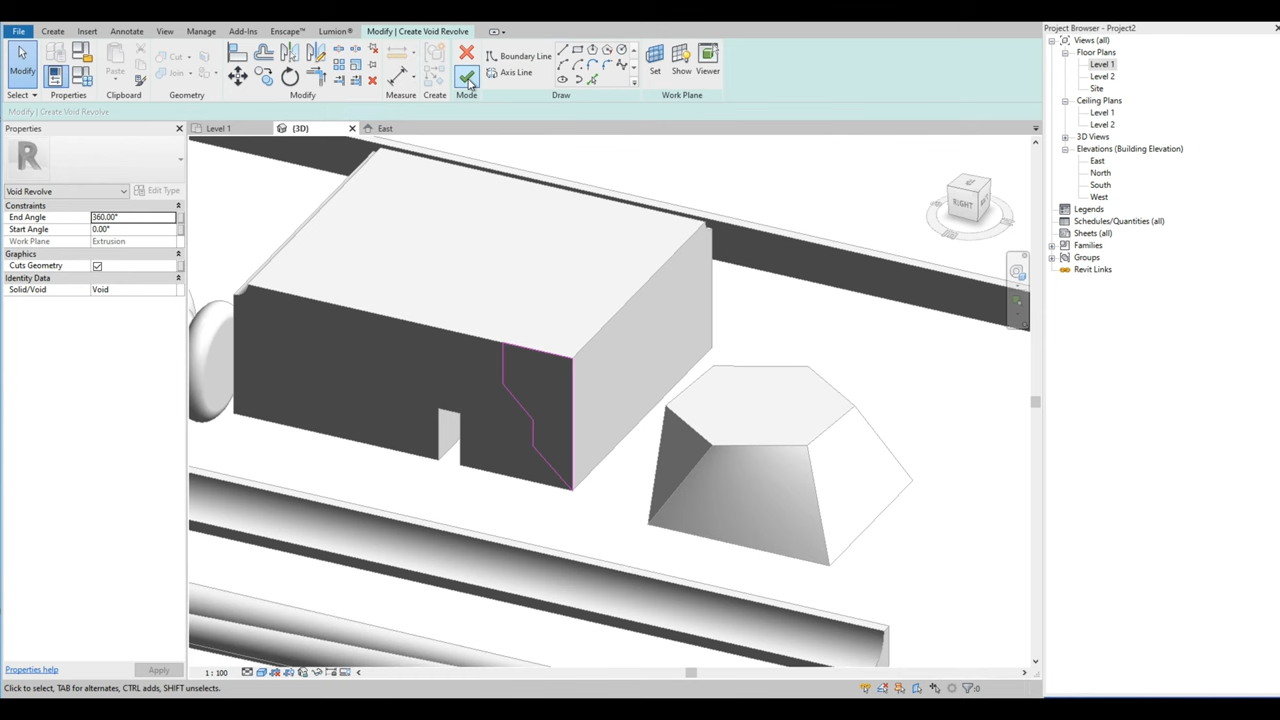 File Create Insert Annotate View Manage Add-Ins Enscape™ Lumion® Modify | Create Void Revolve
Modify Paste Cut Join Boundary Line Axis Line Set Show Viewer
Select Properties Clipboard Geometry Modify Measure Create Mode Draw Work Plane
Modify | Create Void Revolve
Properties
Level 1 (3D) East
Void Revolve Edit Type
Constraints
End Angle 360.00°
Start Angle 0.00°
Work Plane Extrusion
Graphics
Cuts Geometry
Identity Data
Solid/Void Void
RIGHT
Properties help Apply
1 : 100
Click to select, TAB for alternates, CTRL adds, SHIFT unselects.
:0
Project Browser - Project2
Views (all)
Floor Plans
Level 1
Level 2
Site
Ceiling Plans
Level 1
Level 2
3D Views
Elevations (Building Elevation)
East
North
South
West
Legends
Schedules/Quantities (all)
Sheets (all)
Families
Groups
Revit Links